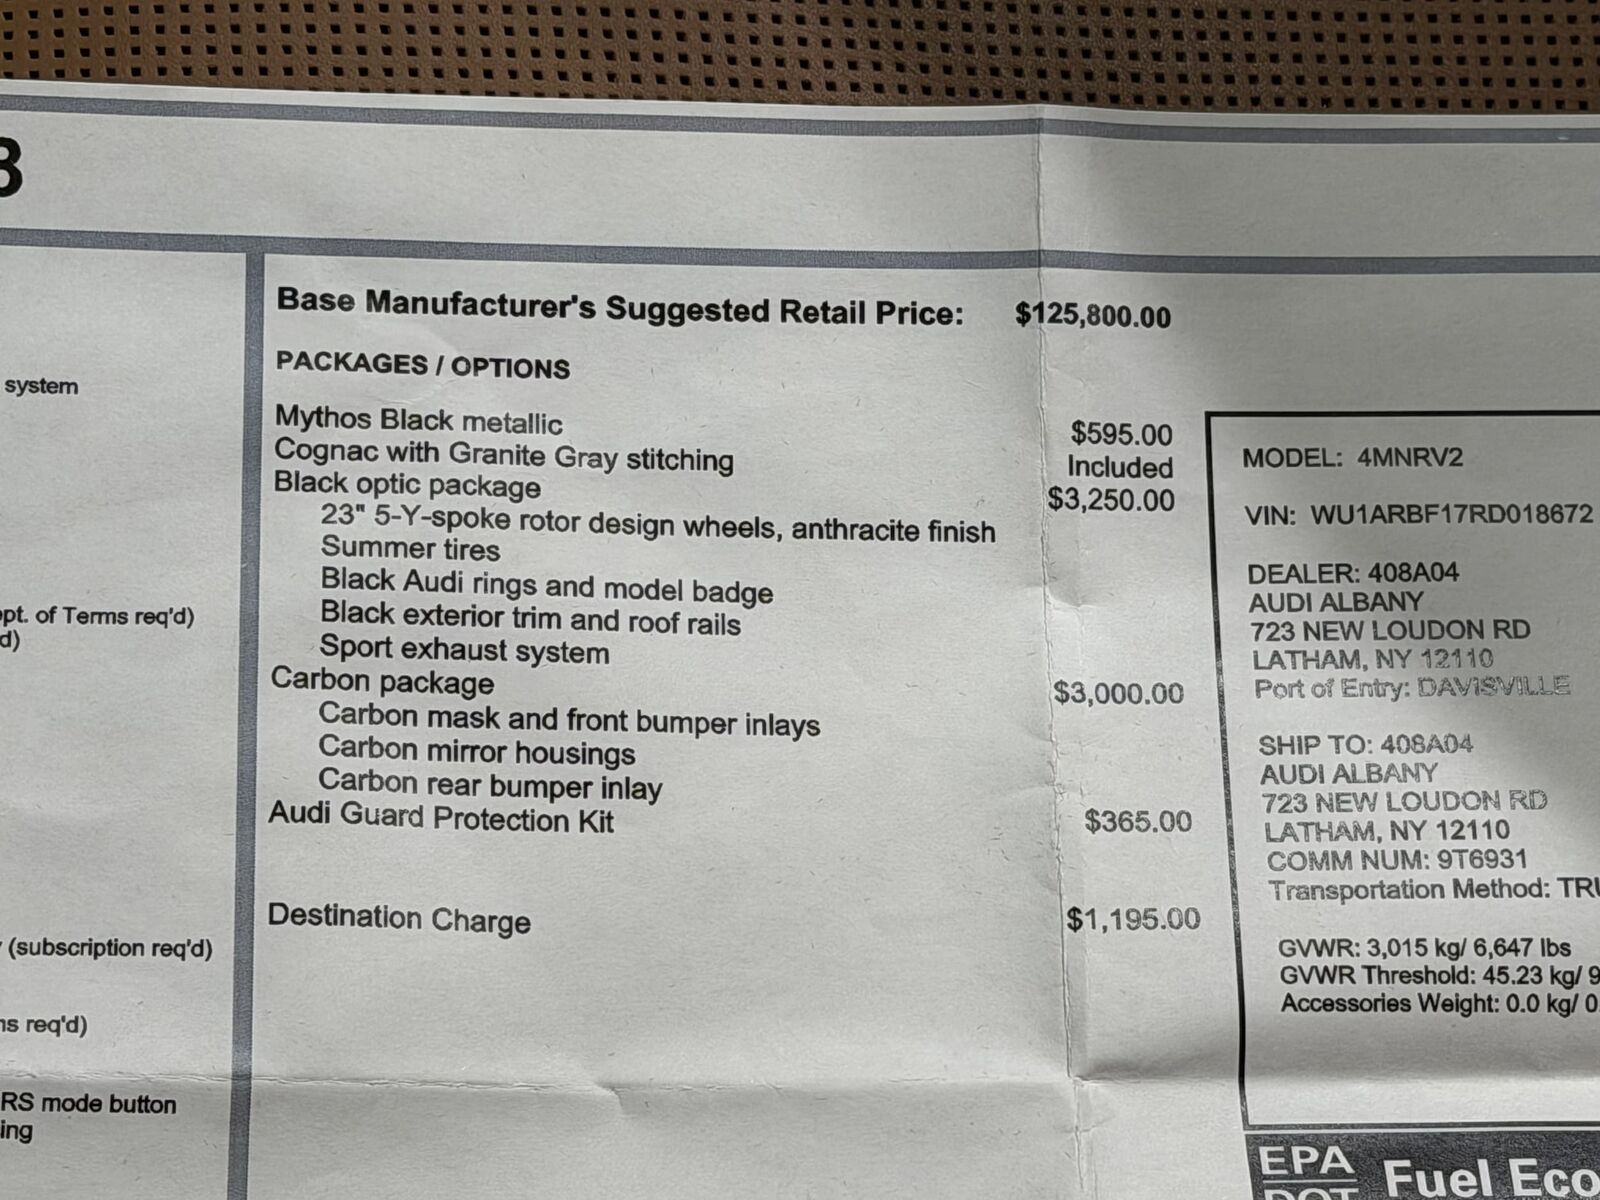 8
system
pt. of Terms req'd)
d)
(subscription req'd)
ns req'd)
RS mode button
ing
Base Manufacturer's Suggested Retail Price: $125,800.00
PACKAGES / OPTIONS
Mythos Black metallic $595.00
Cognac with Granite Gray stitching Included
Black optic package $3,250.00
23" 5-Y-spoke rotor design wheels, anthracite finish
Summer tires
Black Audi rings and model badge
Black exterior trim and roof rails
Sport exhaust system
Carbon package $3,000.00
Carbon mask and front bumper inlays
Carbon mirror housings
Carbon rear bumper inlay
Audi Guard Protection Kit $365.00
Destination Charge $1,195.00
MODEL: 4MNRV2
VIN: WU1ARBF17RD018672
DEALER: 408A04
AUDI ALBANY
723 NEW LOUDON RD
LATHAM, NY 12110
Port of Entry: DAVISVILLE
SHIP TO: 408A04
AUDI ALBANY
723 NEW LOUDON RD
LATHAM, NY 12110
COMM NUM: 9T6931
Transportation Method: TRU
GVWR: 3,015 kg/ 6,647 lbs
GVWR Threshold: 45.23 kg/ 9
Accessories Weight: 0.0 kg/ 0.
EPA
DOT
Fuel Eco